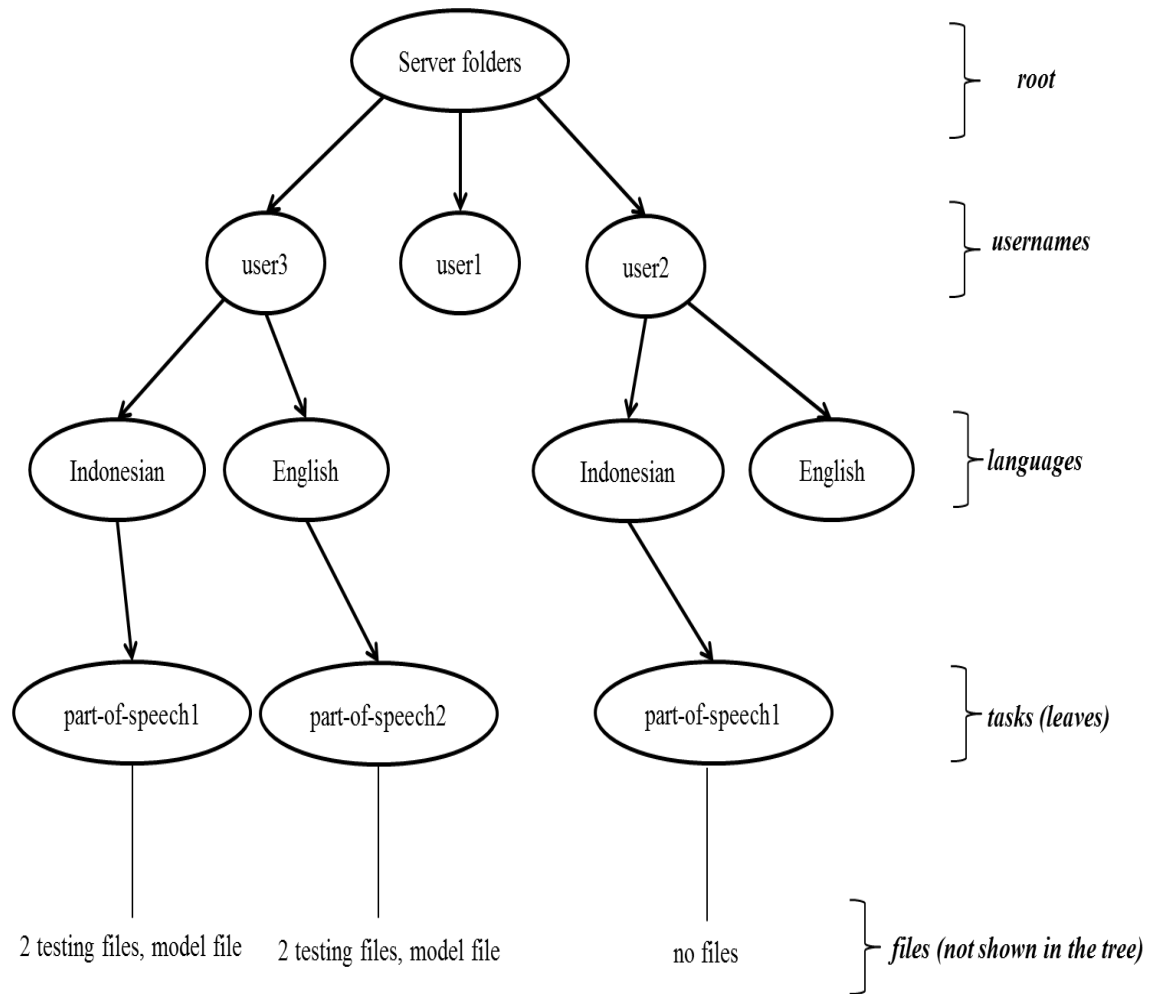 Server folders
root
user3
user1
user2
usernames
Indonesian
English
Indonesian
English
languages
part-of-speech1
part-of-speech2
part-of-speech1
tasks (leaves)
2 testing files, model file
2 testing files, model file
no files
files (not shown in the tree)